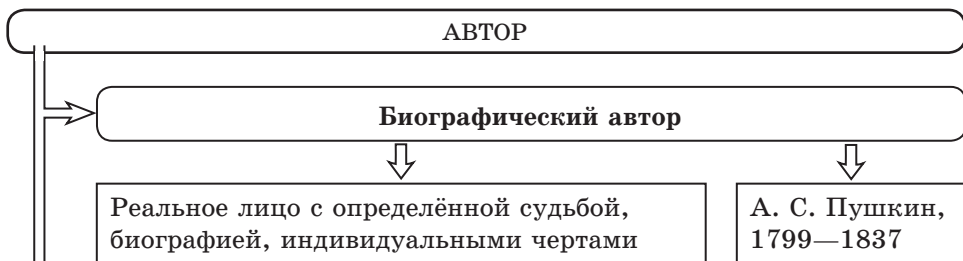 АВТОР
Биографический автор
Реальное лицо с определённой судьбой,
биографией, индивидуальными чертами
А. С. Пушкин,
1799—1837